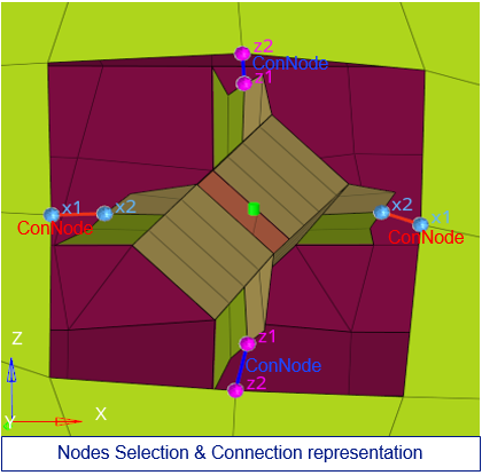 z2
ConNode
z1
x1
x2
ConNode
x2
x1
ConNode
z1
ConNode
z2
Z
Y
X
Nodes Selection & Connection representation